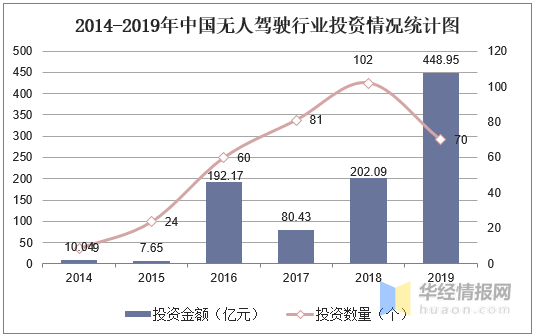 2014-2019年中国无人驾驶行业投资情况统计图
500 450 400 350 300 250 200 150 100 50 0
120 100 80 60 40 20 0
10.04 7.65 192.17 80.43 202.09 448.95
9 24 60 81 102 70
2014 2015 2016 2017 2018 2019
投资金额（亿元） 投资数量（个）
华经情报网
huaon.com